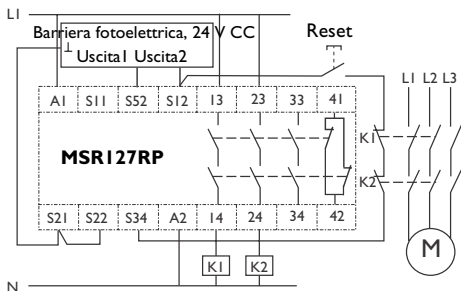 L1
Barriera fotoelettrica, 24 V CC
Uscita1 Uscita2
Reset
A1 S11 S52 S12 13 23 33 41
L1 L2 L3
K1
MSR127RP
K2
S21 S22 S34 A2 14 24 34 42
M
K1 K2
N